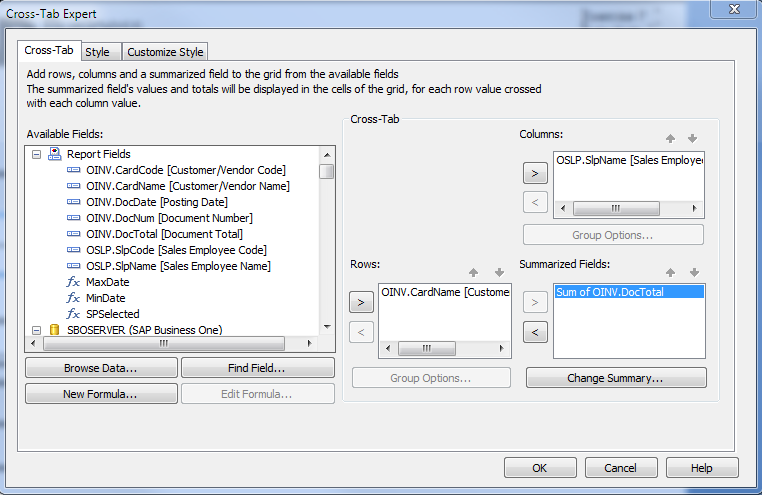 Cross-Tab Expert
Cross-Tab
Style
Customize Style
Add rows, columns and a summarized field to the grid from the available fields
The summarized field's values and totals will be displayed in the cells of the grid, for each row value crossed
with each column value.
Available Fields:
Report Fields
OINV.CardCode [Customer/Vendor Code]
OINV.CardName [Customer/Vendor Name]
OINV.DocDate [Posting Date]
OINV.DocNum [Document Number]
OINV.DocTotal [Document Total]
OSLP.SlpCode [Sales Employee Code]
OSLP.SlpName [Sales Employee Name]
fx MaxDate
fx MinDate
fx SPSelected
SBOSERVER (SAP Business One)
Browse Data...
Find Field...
New Formula...
Edit Formula...
Cross-Tab
Columns:
>
<
OSLP.SlpName [Sales Employee
Group Options...
Rows:
>
<
OINV.CardName [Custome
Group Options...
Summarized Fields:
>
<
Sum of OINV.DocTotal
Change Summary...
OK
Cancel
Help